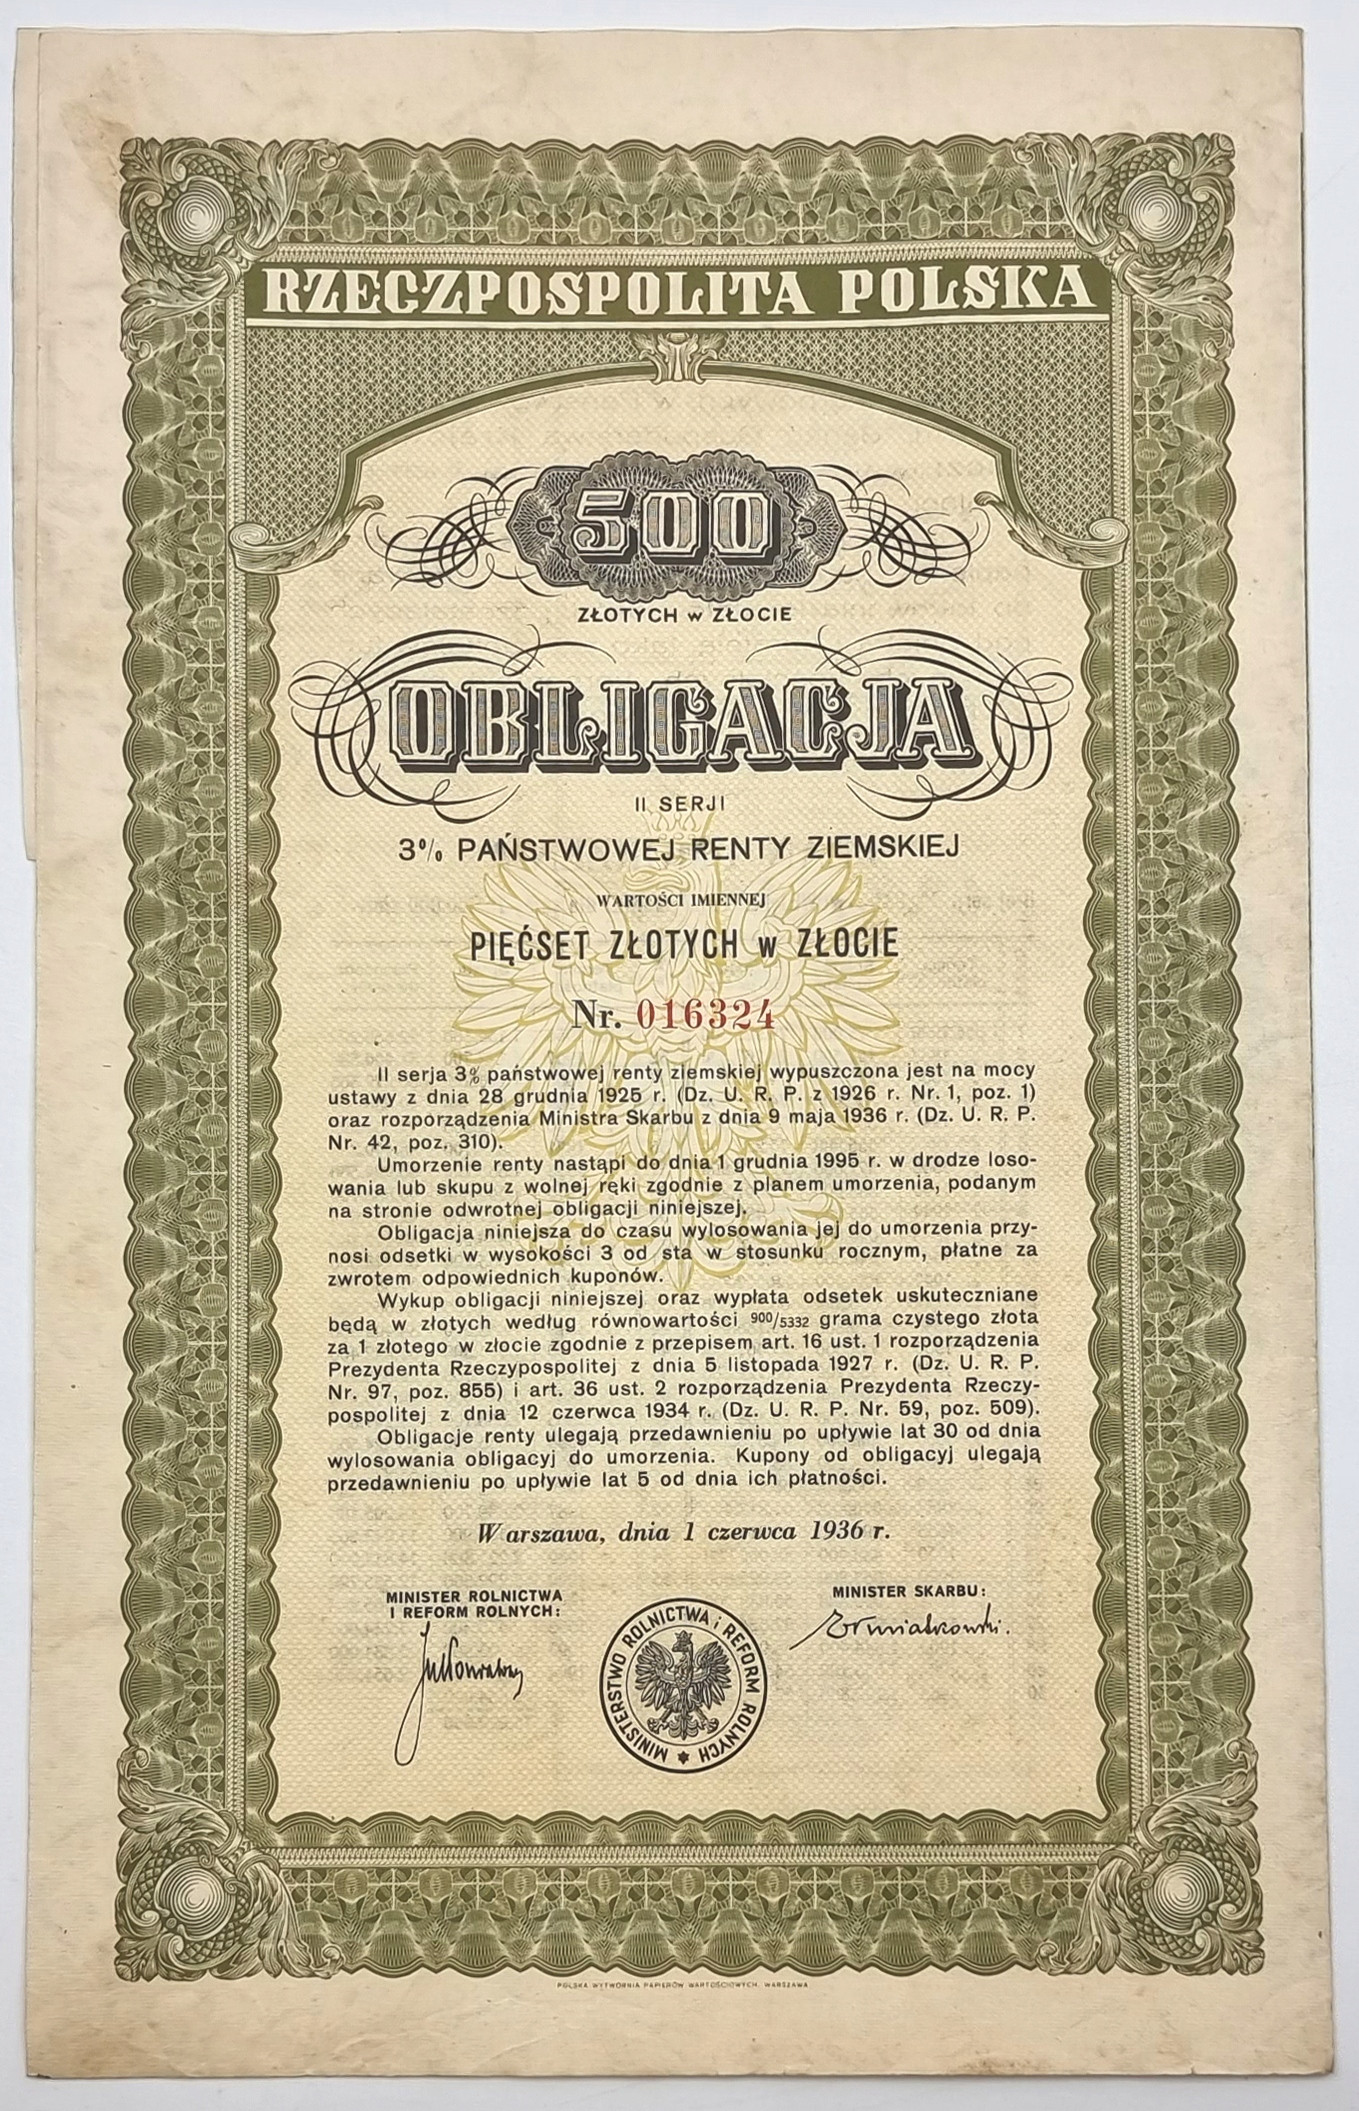 RZECZPOSPOLITA POLSKA
500
ZŁOTYCH w ZŁOCIE
OBLIGACJA
II SERJI
3% PAŃSTWOWEJ RENTY ZIEMSKIEJ
WARTOŚCI IMIENNEJ
PIĘĆSET ZŁOTYCH w ZŁOCIE
Nr. 016324
II serja 3% państwowej renty ziemskiej wypuszczona jest na mocy
ustawy z dnia 28 grudnia 1925 r. (Dz. U. R. P. z 1926 r. Nr. 1, poz. 1)
oraz rozporządzenia Ministra Skarbu z dnia 9 maja 1936 r. (Dz. U. R. P.
Nr. 42, poz. 310).
Umorzenie renty nastąpi do dnia 1 grudnia 1995 r. w drodze loso-
wania lub skupu z wolnej ręki zgodnie z planem umorzenia, podanym
na stronie odwrotnej obligacji niniejszej.
Obligacja niniejsza do czasu wylosowania jej do umorzenia przy-
nosi odsetki w wysokości 3 od sta w stosunku rocznym, płatne za
zwrotem odpowiednich kuponów.
Wykup obligacji niniejszej oraz wypłata odsetek uskuteczniane
będą w złotych według równowartości 900/5332 grama czystego złota
za 1 złotego w złocie zgodnie z przepisem art. 16 ust. 1 rozporządzenia
Prezydenta Rzeczypospolitej z dnia 5 listopada 1927 r. (Dz. U. R. P.
Nr. 97, poz. 855) i art. 36 ust. 2 rozporządzenia Prezydenta Rzeczy-
pospolitej z dnia 12 czerwca 1934 r. (Dz. U. R. P. Nr. 59, poz. 509).
Obligacje renty ulegają przedawnieniu po upływie lat 30 od dnia
wylosowania obligacyj do umorzenia. Kupony od obligacyj ulegają
przedawnieniu po upływie lat 5 od dnia ich płatności.
Warszawa, dnia 1 czerwca 1936 r.
MINISTER ROLNICTWA
I REFORM ROLNYCH:
MINISTER SKARBU:
MINISTERSTWO ROLNICTWA i REFORM ROLNYCH
POLSKA WYTWÓRNIA PAPIERÓW WARTOŚCIOWYCH. WARSZAWA